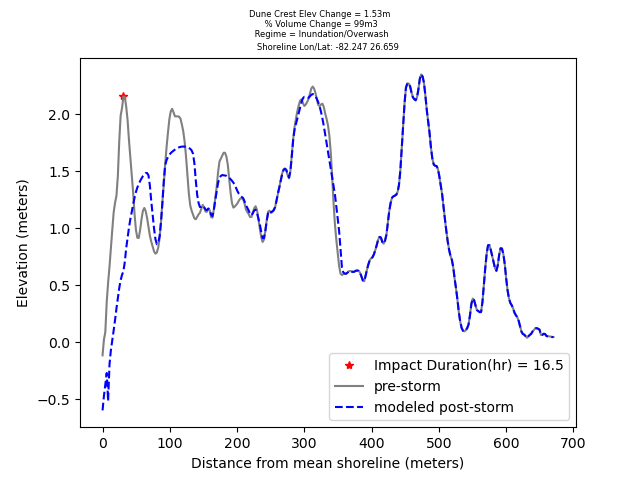 Dune Crest Elev Change = 1.53m
% Volume Change = 99m3
Regime = Inundation/Overwash
Shoreline Lon/Lat: -82.247 26.659
Elevation (meters)
2.0
1.5
1.0
0.5
0.0
−0.5
Impact Duration(hr) = 16.5
pre-storm
modeled post-storm
0 100 200 300 400 500 600 700
Distance from mean shoreline (meters)